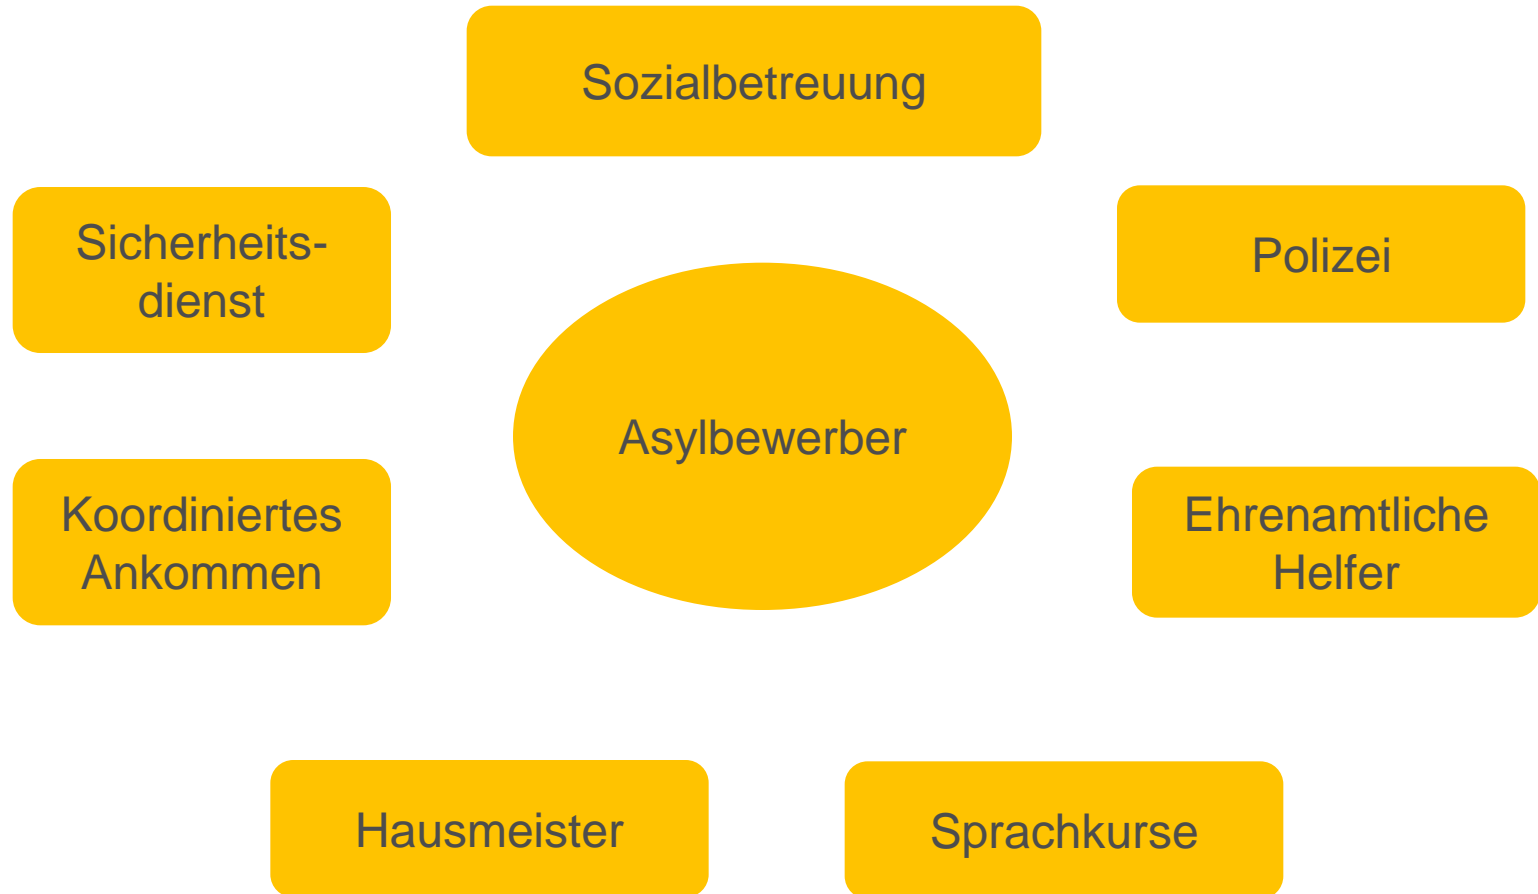 Sozialbetreuung
Sicherheits-
dienst
Polizei
Asylbewerber
Koordiniertes
Ankommen
Ehrenamtliche
Helfer
Hausmeister
Sprachkurse